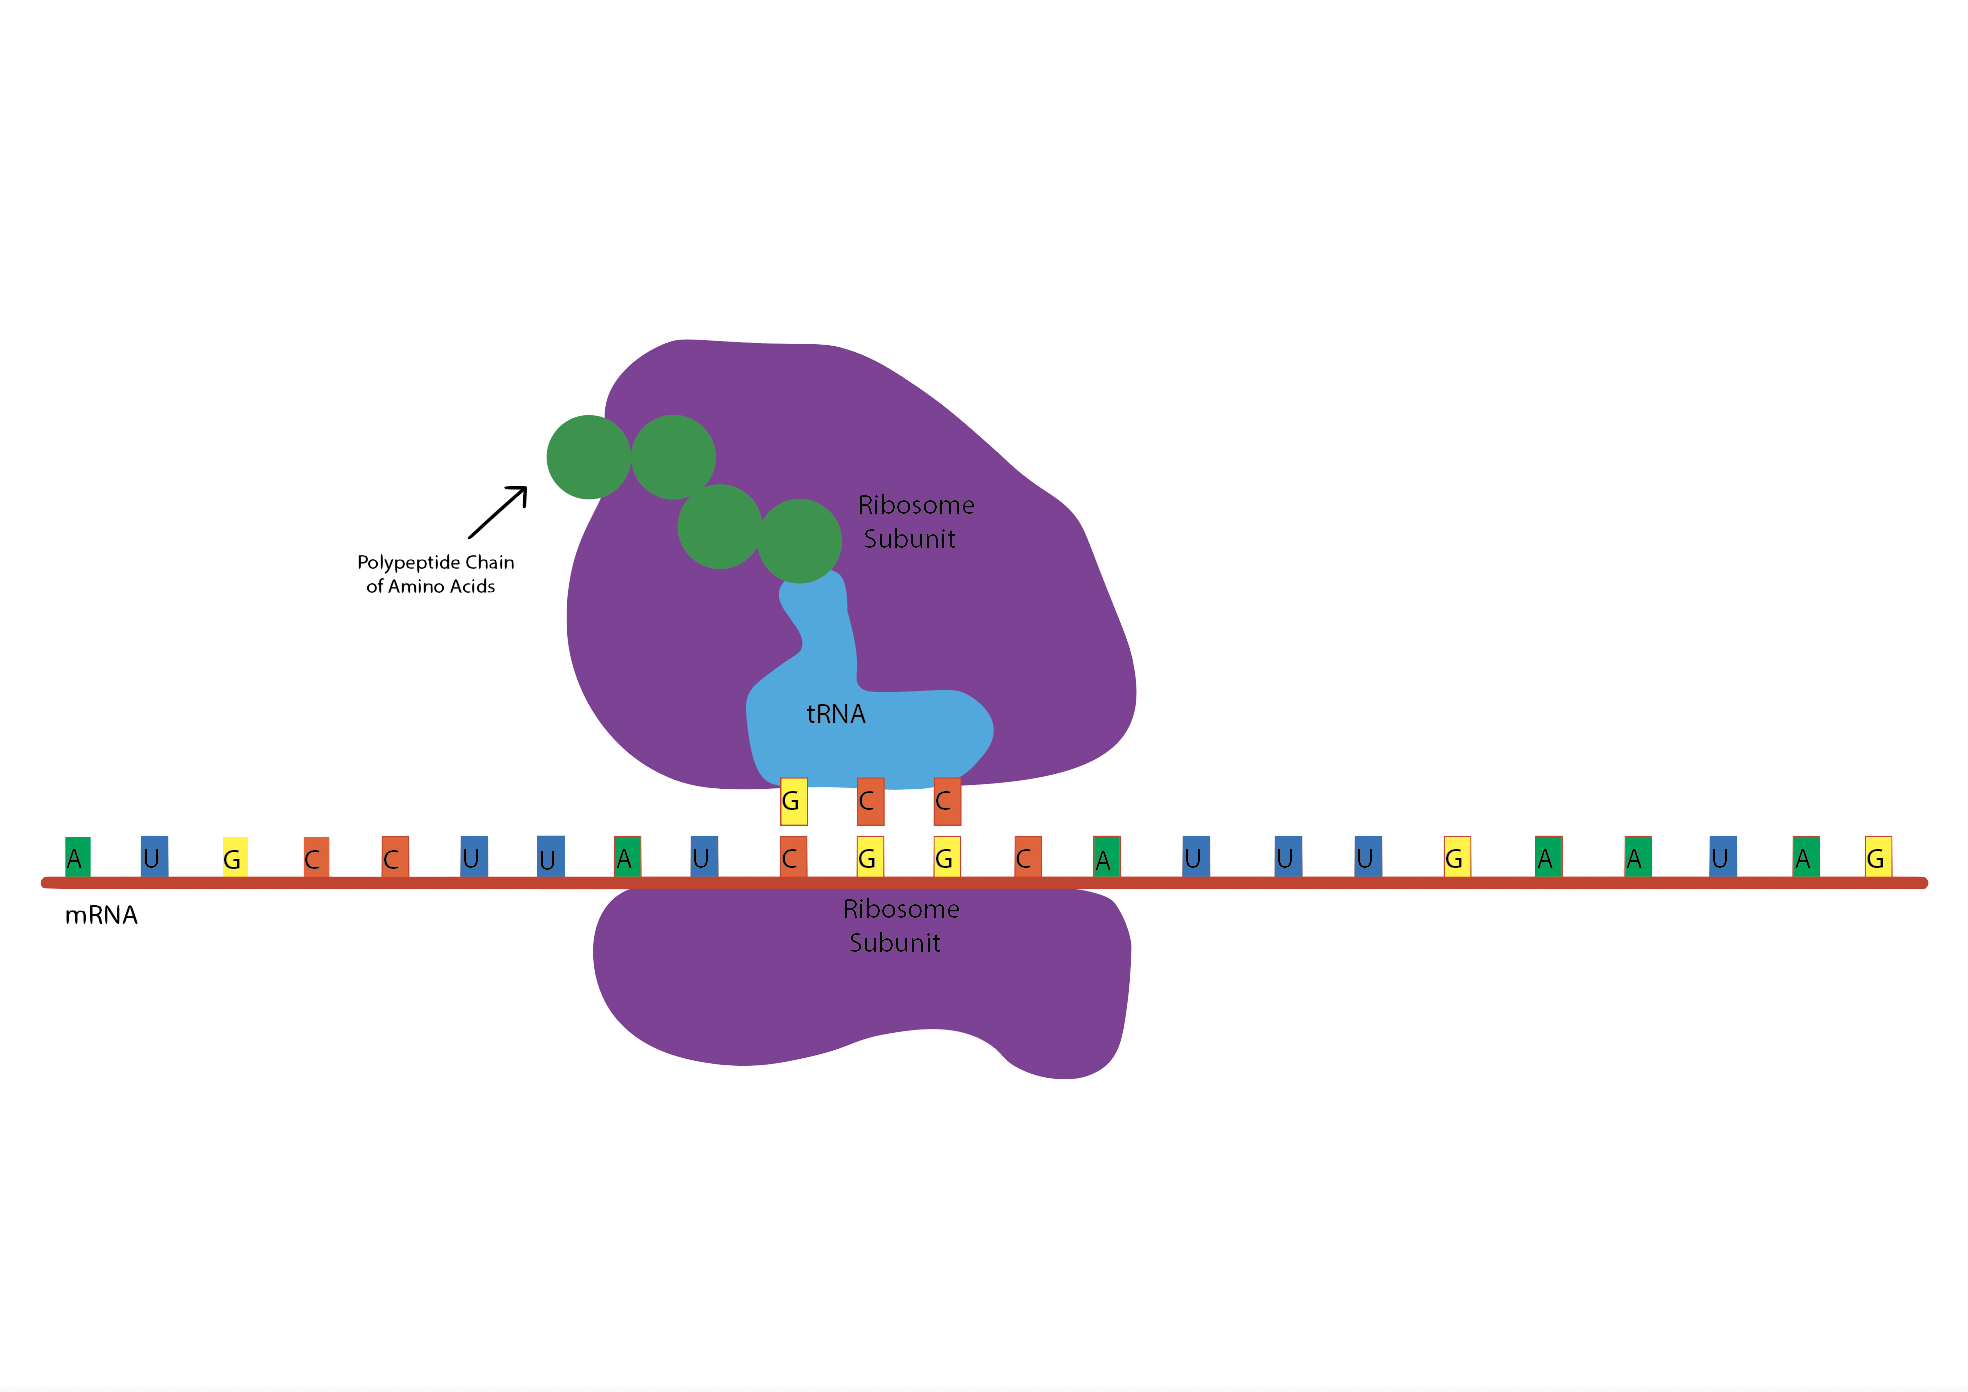 Ribosome
Subunit
Polypeptide Chain
of Amino Acids
tRNA
G C C
A U G C C U U A U C G G C A U U U G A A U A G
mRNA
Ribosome
Subunit